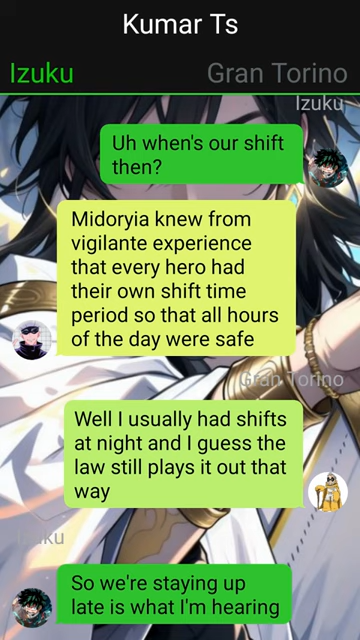 Kumar Ts
Izuku
Gran Torino
Izuku
Uh when's our shift
then?
Midoryia knew from
vigilante experience
that every hero had
their own shift time
period so that all hours
of the day were safe
Gran Torino
Well I usually had shifts
at night and I guess the
law still plays it out that
way
Izuku
So we're staying up
late is what I'm hearing